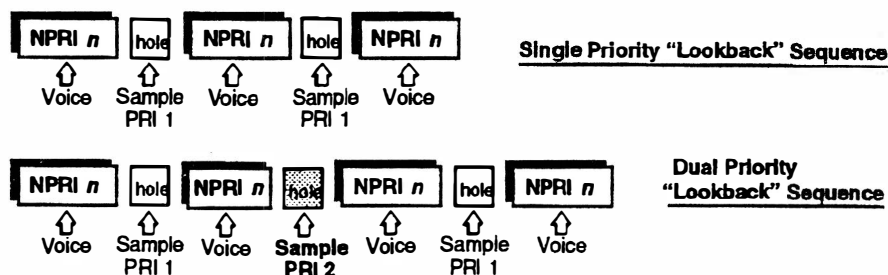 NPRI n hole NPRI n hole NPRI n
Single Priority “Lookback” Sequence
Voice Sample Voice Sample Voice
PRI 1 PRI 1
NPRI n hole NPRI n hole NPRI n hole NPRI n
Dual Priority
“Lookback” Sequence
Voice Sample Voice Sample Voice Sample Voice
PRI 1 PRI 2 PRI 1